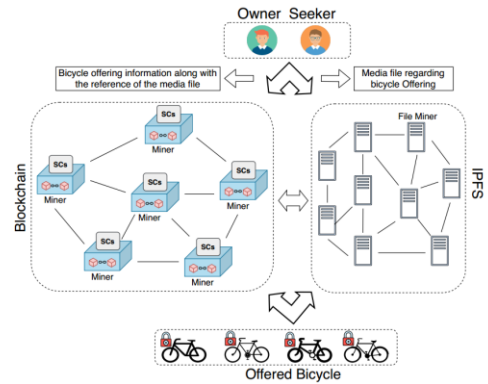 Owner Seeker
Bicycle offering information along with
the reference of the media file
Media file regarding
bicycle Offering
Blockchain
SCs
Miner
SCs
Miner
SCs
Miner
SCs
Miner
SCs
Miner
SCs
Miner
File Miner
IPFS
Offered Bicycle